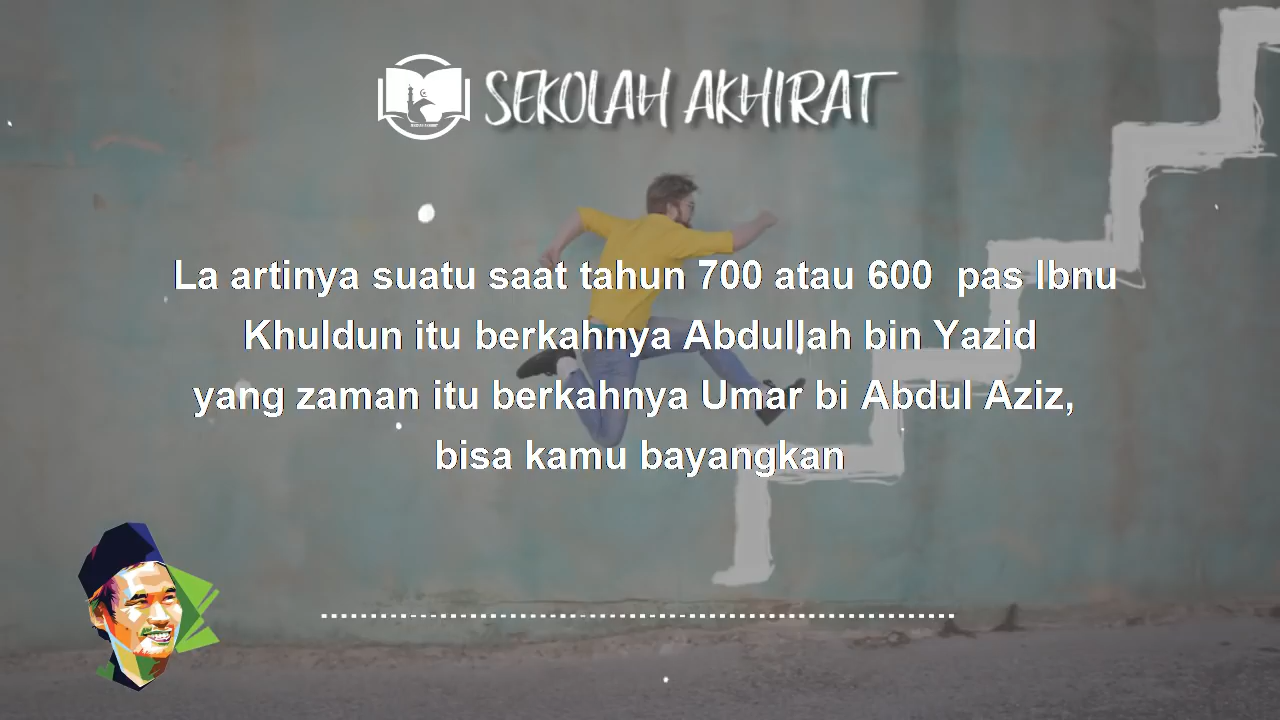 SEKOLAH AKHIRAT
La artinya suatu saat tahun 700 atau 600  pas Ibnu
Khuldun itu berkahnya Abdullah bin Yazid
yang zaman itu berkahnya Umar bi Abdul Aziz,
bisa kamu bayangkan